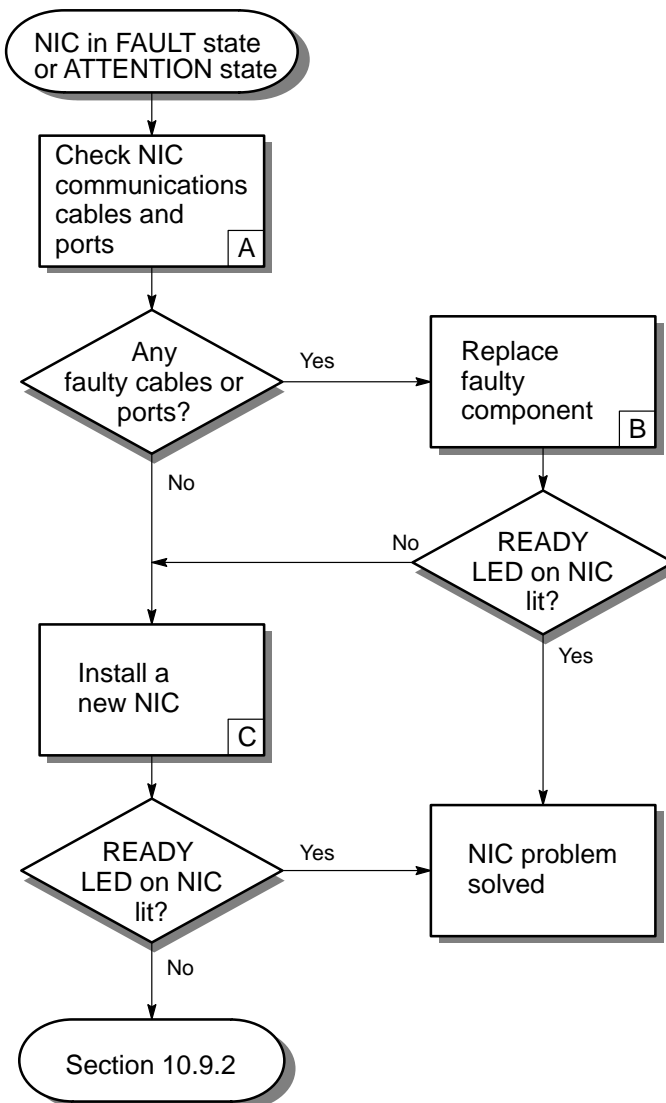 NIC in FAULT state
or ATTENTION state
Check NIC
communications
cables and
ports
A
Any
faulty cables or
ports?
Yes
Replace
faulty
component
B
No
No
READY
LED on NIC
lit?
Yes
Install a
new NIC
C
READY
LED on NIC
lit?
Yes
NIC problem
solved
No
Section 10.9.2